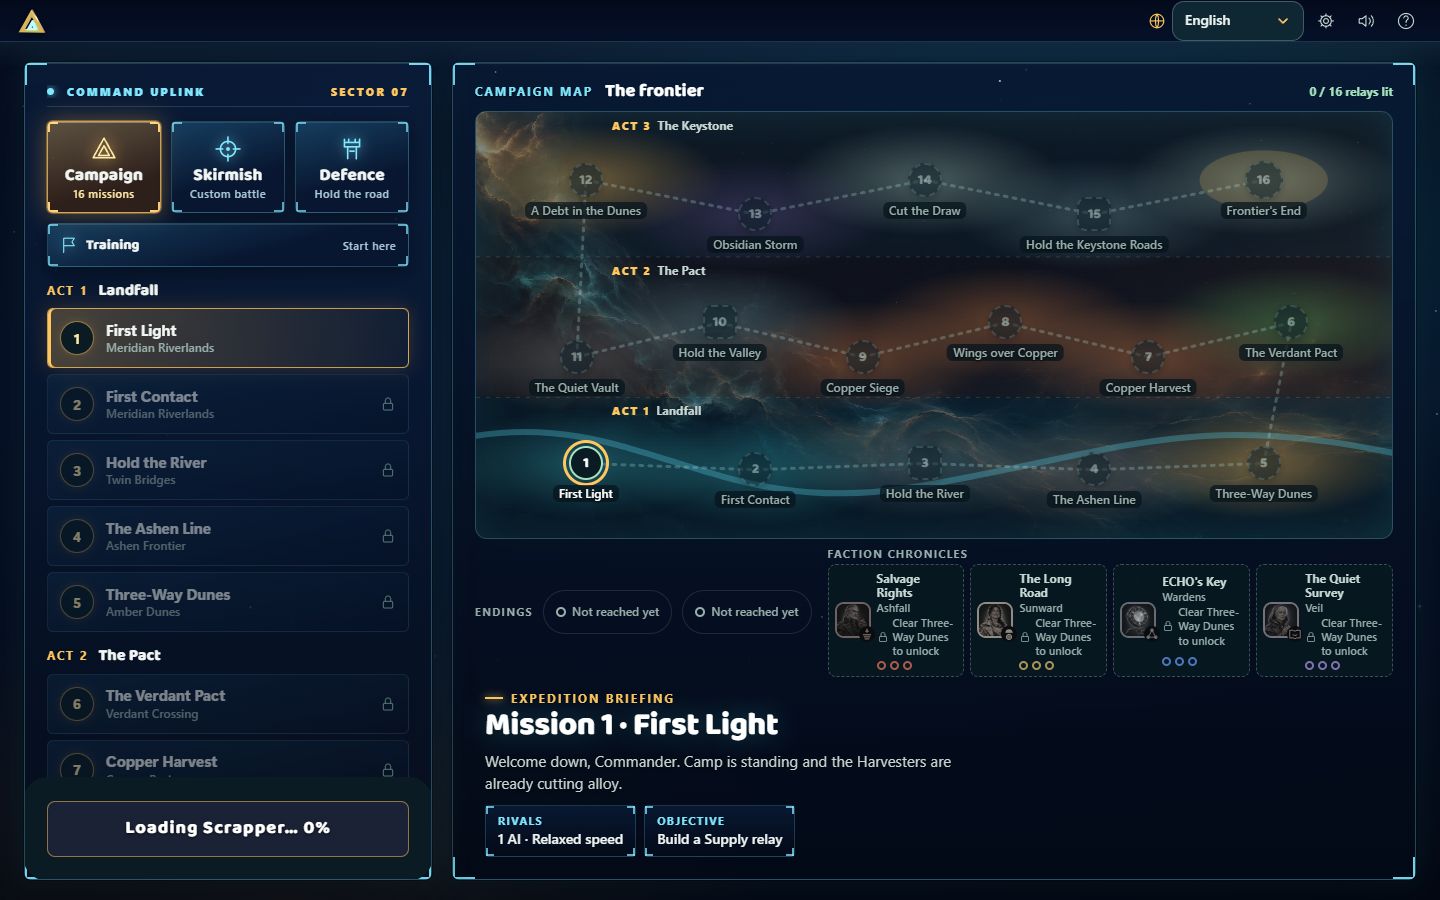 English
COMMAND UPLINK
SECTOR 07
Campaign
16 missions
Skirmish
Custom battle
Defence
Hold the road
Training
Start here
ACT 1 Landfall
1
First Light
Meridian Riverlands
2
First Contact
Meridian Riverlands
3
Hold the River
Twin Bridges
4
The Ashen Line
Ashen Frontier
5
Three-Way Dunes
Amber Dunes
ACT 2 The Pact
6
The Verdant Pact
Verdant Crossing
7
Copper Harvest
Loading Scrapper... 0%
CAMPAIGN MAP The frontier
0 / 16 relays lit
ACT 3 The Keystone
12
A Debt in the Dunes
13
Obsidian Storm
14
Cut the Draw
15
Hold the Keystone Roads
16
Frontier's End
ACT 2 The Pact
11
The Quiet Vault
10
Hold the Valley
9
Copper Siege
8
Wings over Copper
7
Copper Harvest
6
The Verdant Pact
ACT 1 Landfall
1
First Light
2
First Contact
3
Hold the River
4
The Ashen Line
5
Three-Way Dunes
ENDINGS
Not reached yet
Not reached yet
FACTION CHRONICLES
Salvage
Rights
Ashfall
Clear Three-
Way Dunes
to unlock
The Long
Road
Sunward
Clear Three-
Way Dunes
to unlock
ECHO's Key
Wardens
Clear Three-
Way Dunes
to unlock
The Quiet
Survey
Veil
Clear Three-
Way Dunes
to unlock
EXPEDITION BRIEFING
Mission 1 · First Light
Welcome down, Commander. Camp is standing and the Harvesters are
already cutting alloy.
RIVALS
1 AI · Relaxed speed
OBJECTIVE
Build a Supply relay